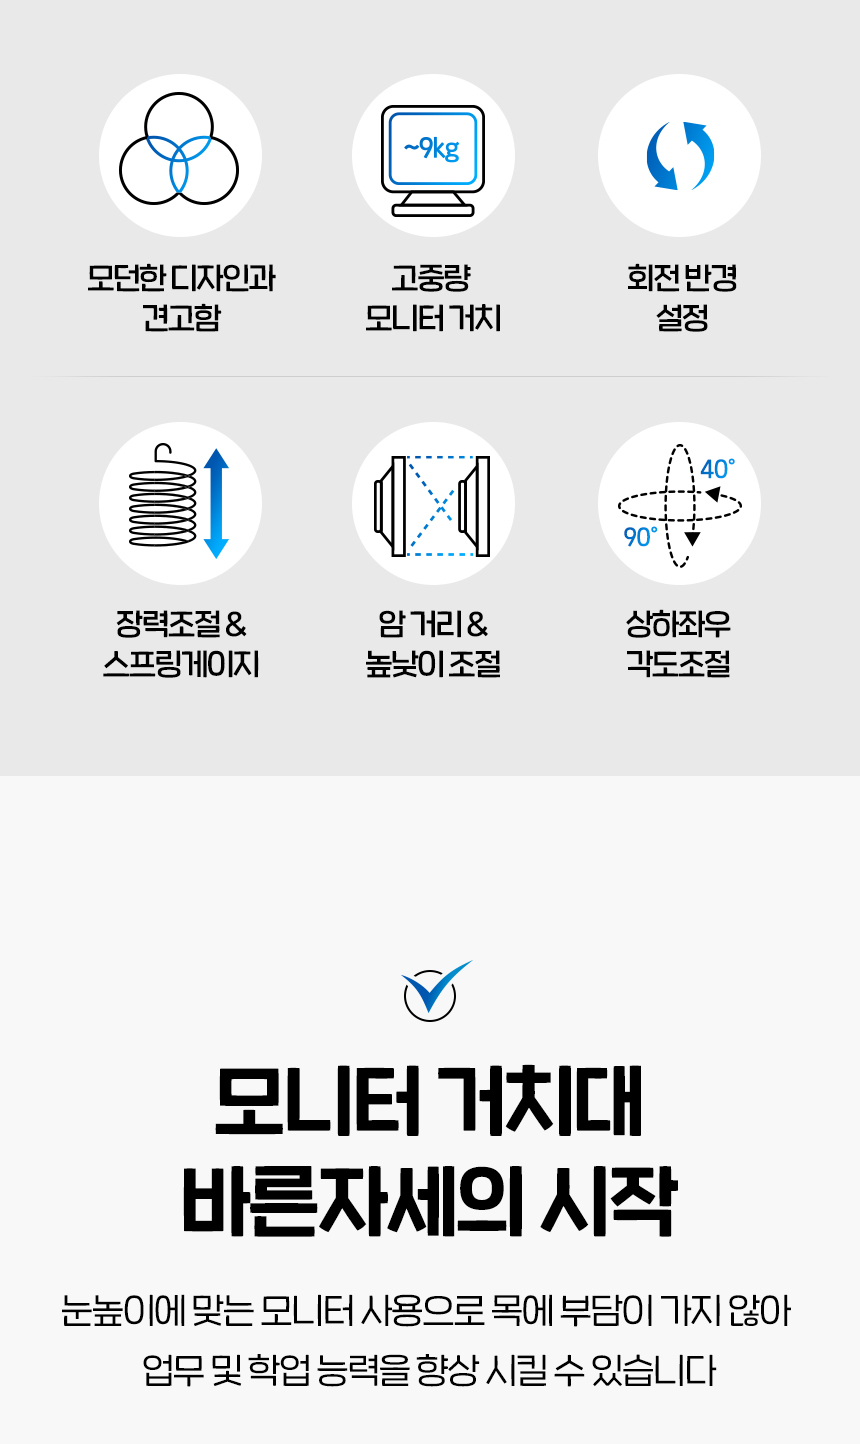 ~9kg
모던한 디자인과
견고함
고중량
모니터 거치
회전 반경
설정
40°
90°
장력조절 &
스프링게이지
암 거리 &
높낮이 조절
상하좌우
각도조절
모니터 거치대
바른자세의 시작
눈높이에 맞는 모니터 사용으로 목에 부담이 가지 않아
업무 및 학업 능력을 향상 시킬 수 있습니다